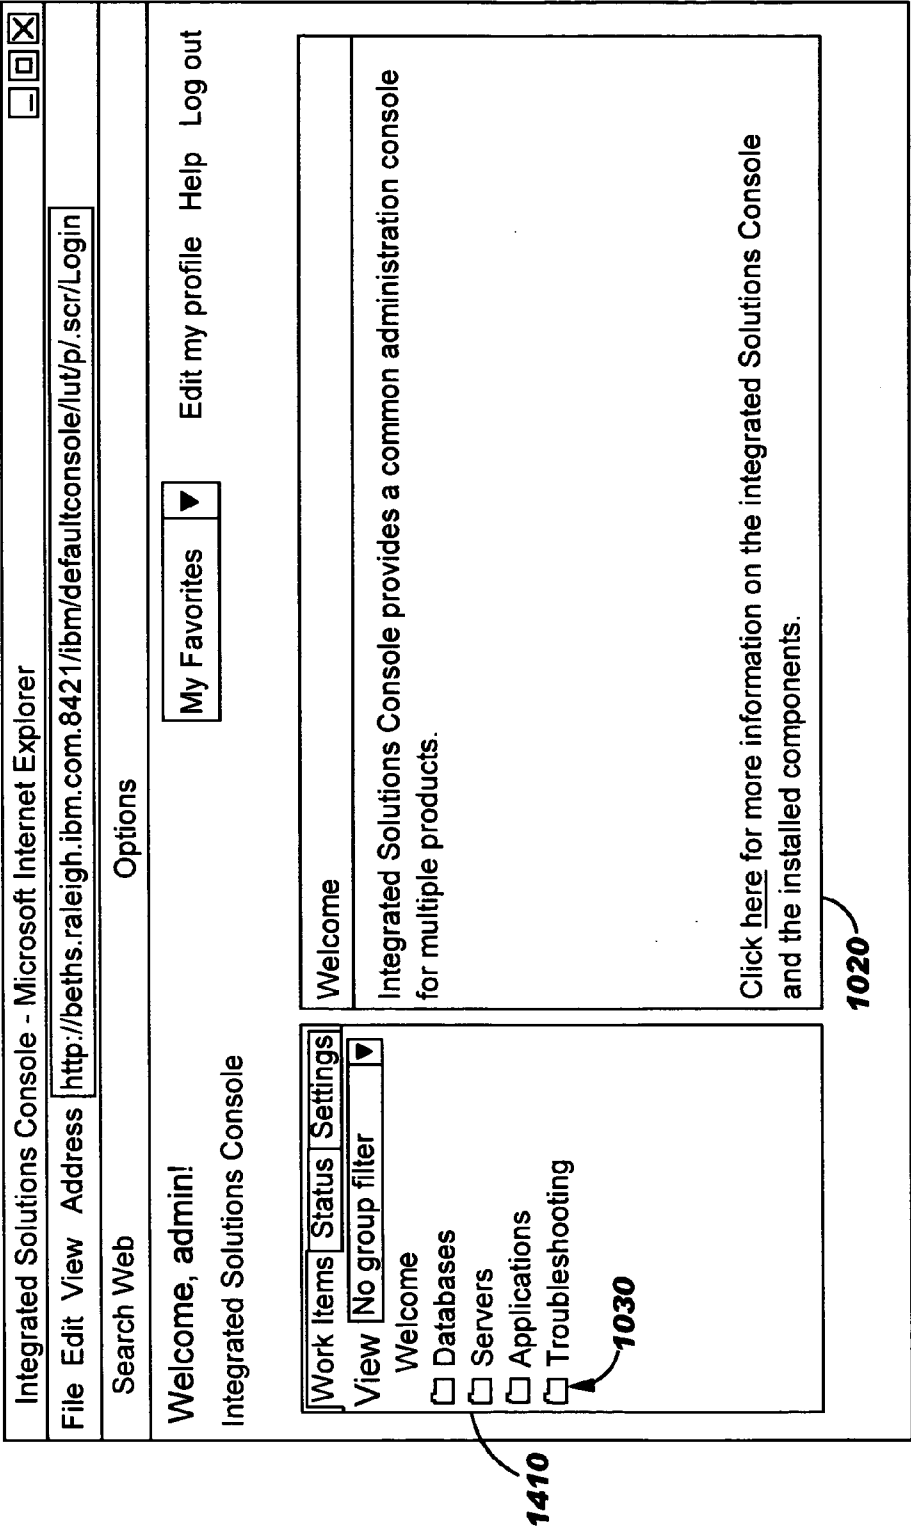 Integrated Solutions Console - Microsoft Internet Explorer
File Edit View Address http://beths.raleigh.ibm.com.8421/ibm/defaultconsole/lut/p/.scr/Login
Search Web Options
Welcome, admin! My Favorites Edit my profile Help Log out
Integrated Solutions Console
Work Items Status Settings
View No group filter
Welcome
Databases
Servers
Applications
Troubleshooting
1030
1410
Welcome
Integrated Solutions Console provides a common administration console
for multiple products.
Click here for more information on the integrated Solutions Console
and the installed components.
1020